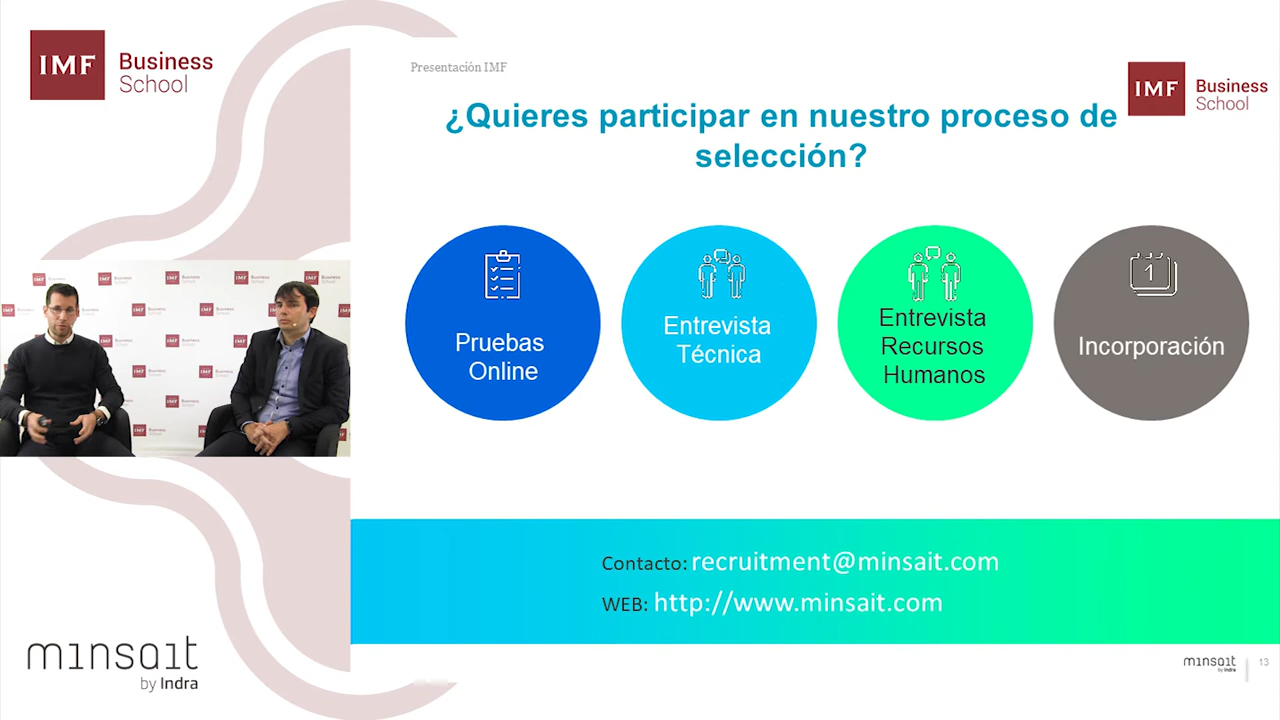 IMF Business School
Presentación IMF
IMF Business School
¿Quieres participar en nuestro proceso de
selección?
Pruebas
Online
Entrevista
Técnica
Entrevista
Recursos
Humanos
1
Incorporación
Contacto: recruitment@minsait.com
WEB: http://www.minsait.com
minsait
by Indra
minsait
by Indra
13